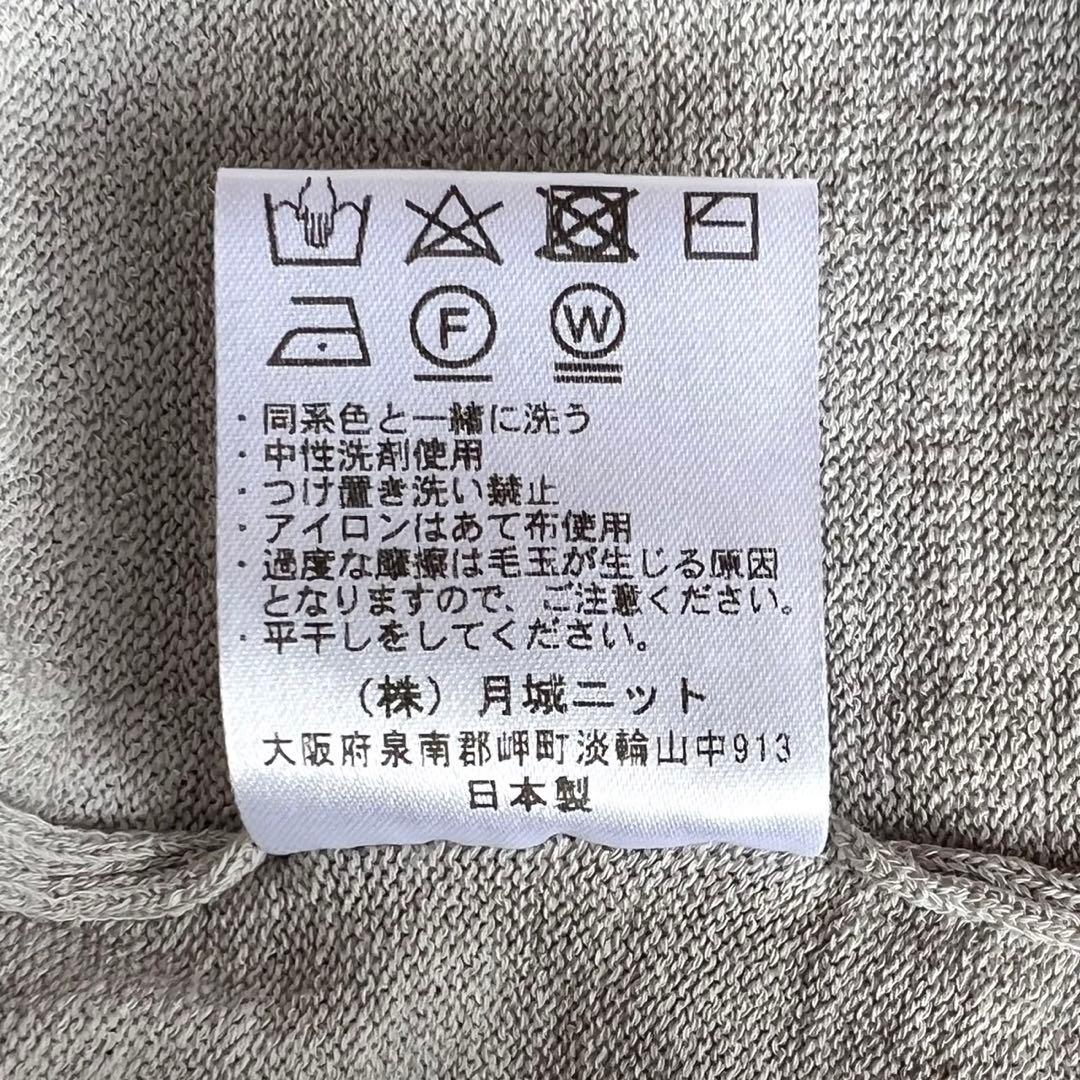 F W
・同系色と一緒に洗う
・中性洗剤使用
・つけ置き洗い禁止
・アイロンはあて布使用
・過度な摩擦は毛玉が生じる原因
となりますので、ご注意ください。
・平干しをしてください。
(株) 月城ニット
大阪府泉南郡岬町淡輪山中913
日本製